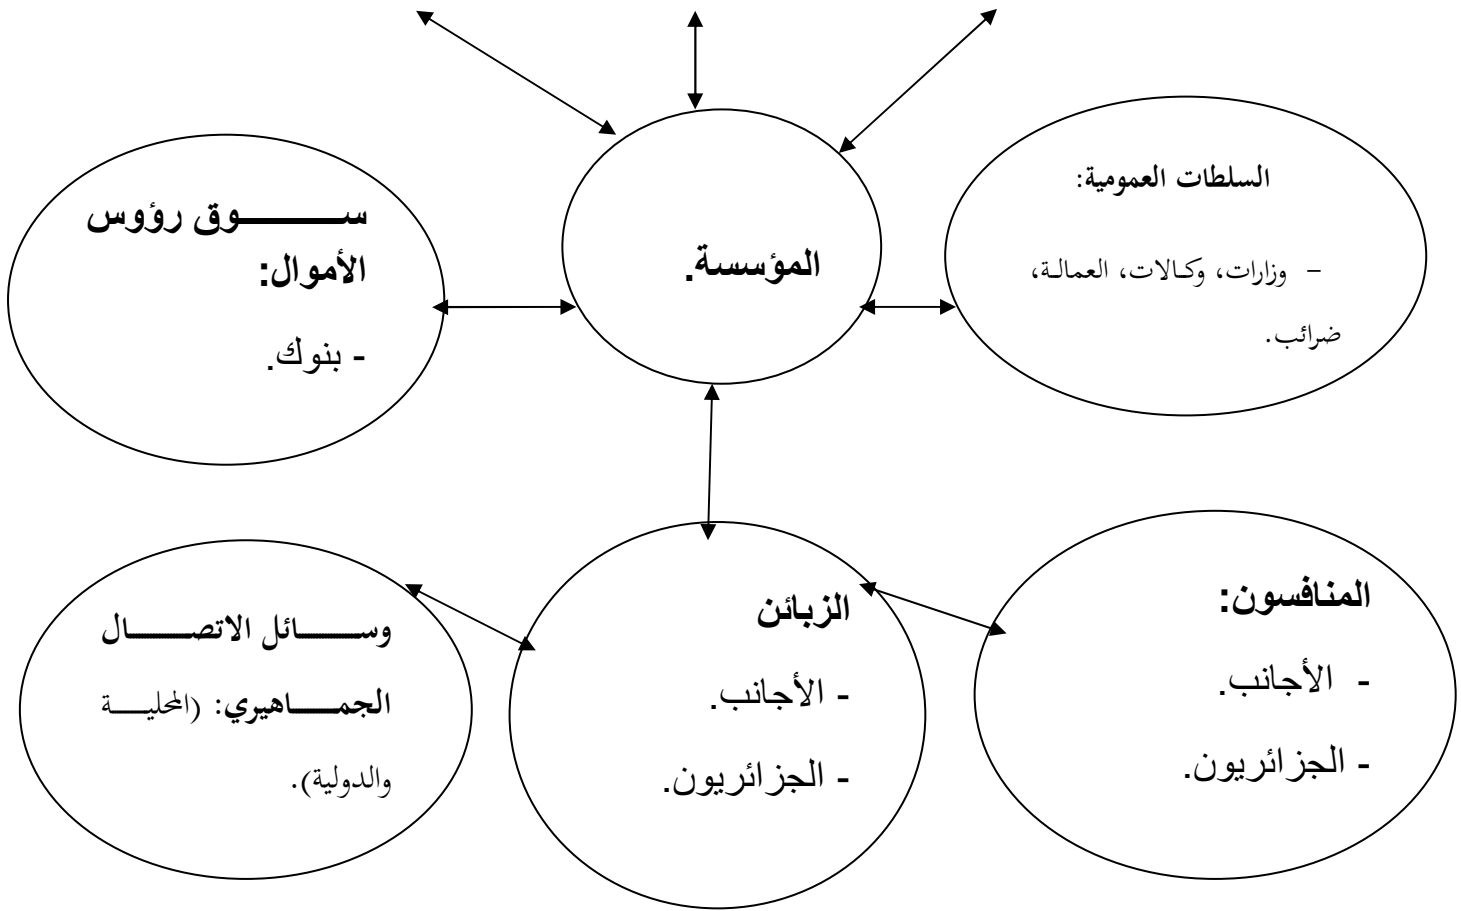 السلطات العمومية:
- وزارات، وكالات، العمالة،
ضرائب.
المؤسسة.
سوق رؤوس
الأموال:
- بنوك.
المنافسون:
- الأجانب.
- الجزائريون.
الزبائن
- الأجانب.
- الجزائريون.
وسائل الاتصال
الجماهيري: (المحلية
والدولية).